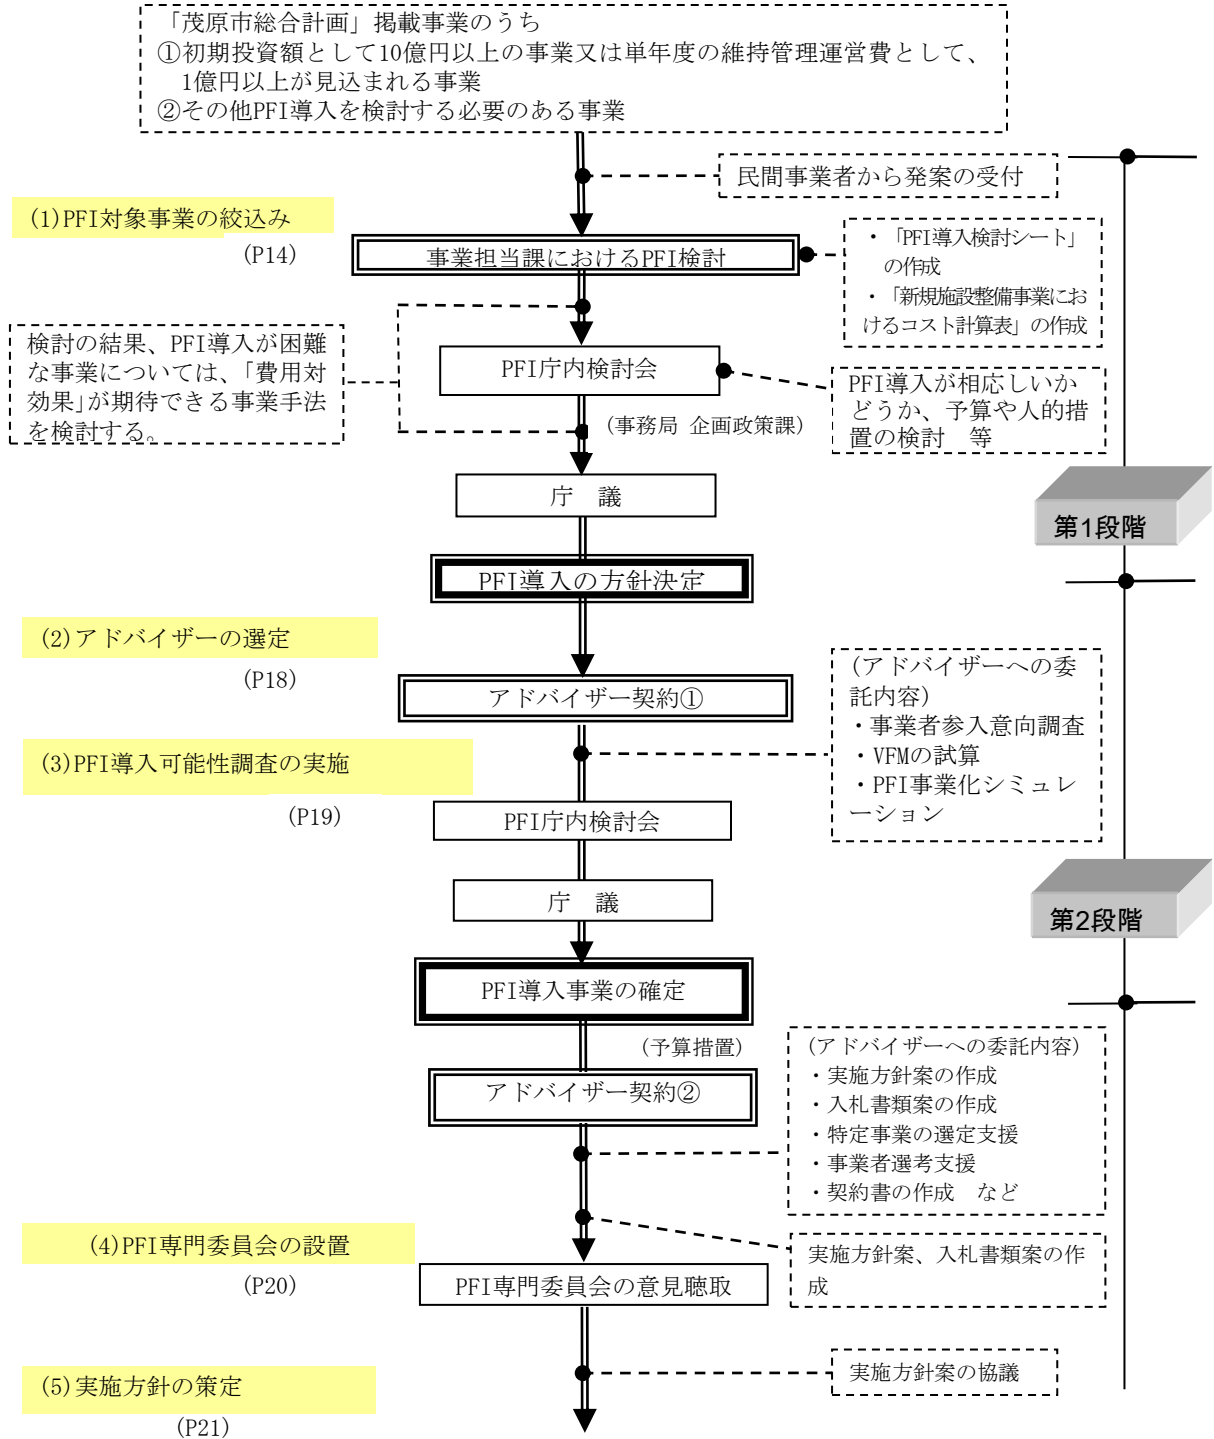 「茂原市総合計画」掲載事業のうち
①初期投資額として10億円以上の事業又は単年度の維持管理運営費として、
1億円以上が見込まれる事業
②その他PFI導入を検討する必要のある事業
民間事業者から発案の受付
(1)PFI対象事業の絞込み
(P14)
事業担当課におけるPFI検討
・「PFI導入検討シート」
の作成
・「新規施設整備事業にお
けるコスト計算表」の作成
検討の結果、PFI導入が困難
な事業については、「費用対
効果」が期待できる事業手法
を検討する。
PFI庁内検討会
(事務局 企画政策課)
PFI導入が相応しいか
どうか、予算や人的措
置の検討　等
庁　議
第1段階
PFI導入の方針決定
(2)アドバイザーの選定
(P18)
アドバイザー契約①
(アドバイザーへの委
託内容)
・事業者参入意向調査
・VFMの試算
・PFI事業化シミュレ
ーション
(3)PFI導入可能性調査の実施
(P19)
PFI庁内検討会
庁　議
第2段階
PFI導入事業の確定
(予算措置)
アドバイザー契約②
(アドバイザーへの委託内容)
・実施方針案の作成
・入札書類案の作成
・特定事業の選定支援
・事業者選考支援
・契約書の作成　など
(4)PFI専門委員会の設置
(P20)
PFI専門委員会の意見聴取
実施方針案、入札書類案の作
成
(5)実施方針の策定
(P21)
実施方針案の協議